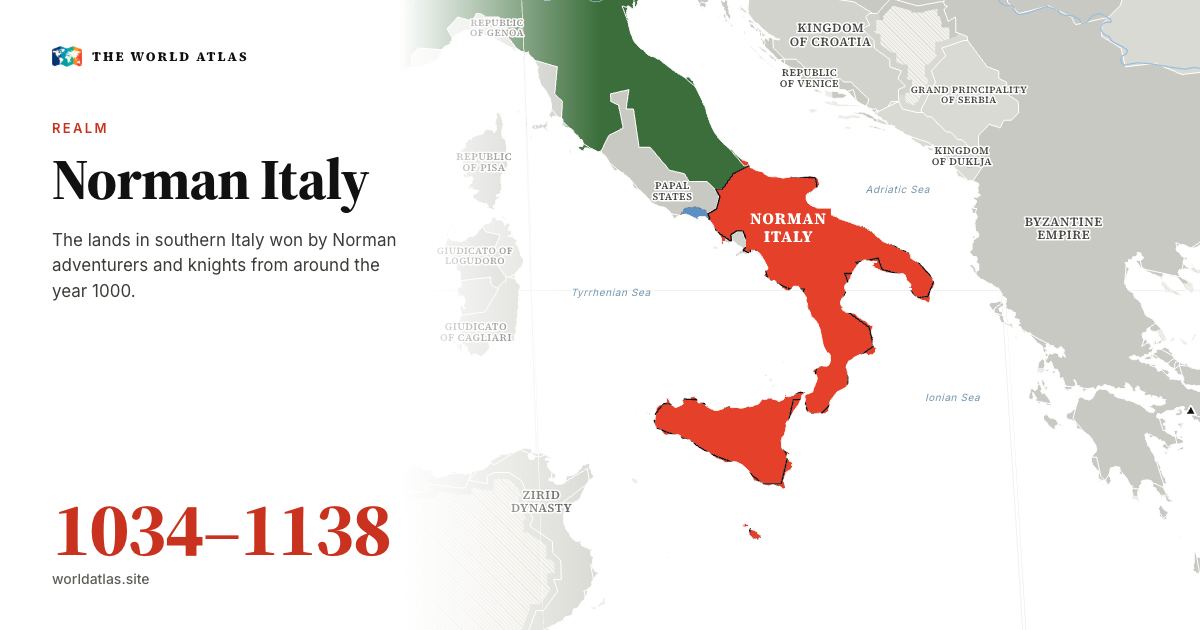 THE WORLD ATLAS
REALM
Norman Italy
The lands in southern Italy won by Norman
adventurers and knights from around the
year 1000.
1034–1138
worldatlas.site
REPUBLIC
OF GENOA
KINGDOM
OF CROATIA
REPUBLIC
OF VENICE
GRAND PRINCIPALITY
OF SERBIA
KINGDOM
OF DUKLJA
REPUBLIC
OF PISA
PAPAL
STATES
Adriatic Sea
NORMAN
ITALY
BYZANTINE
EMPIRE
GIUDICATO OF
LOGUDORO
Tyrrhenian Sea
GIUDICATO
OF CAGLIARI
Ionian Sea
ZIRID
DYNASTY